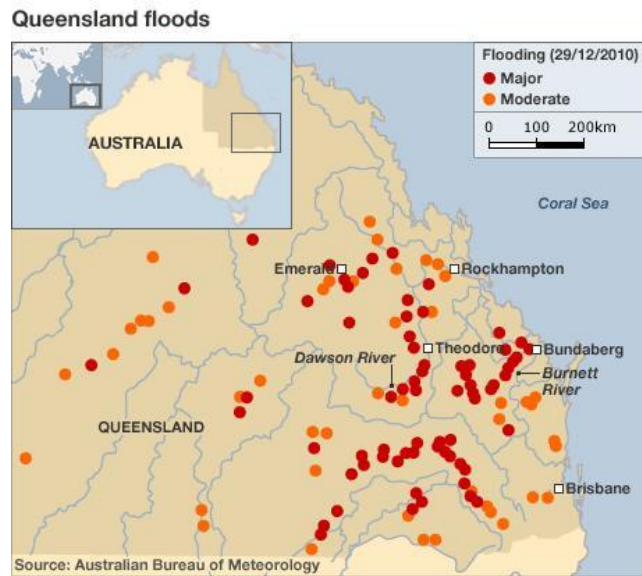 Queensland floods
AUSTRALIA
Flooding (29/12/2010)
Major
Moderate
0 100 200km
Coral Sea
Emerald
Rockhampton
Theodore
Bundaberg
Dawson River
Burnett
River
QUEENSLAND
Brisbane
Source: Australian Bureau of Meteorology